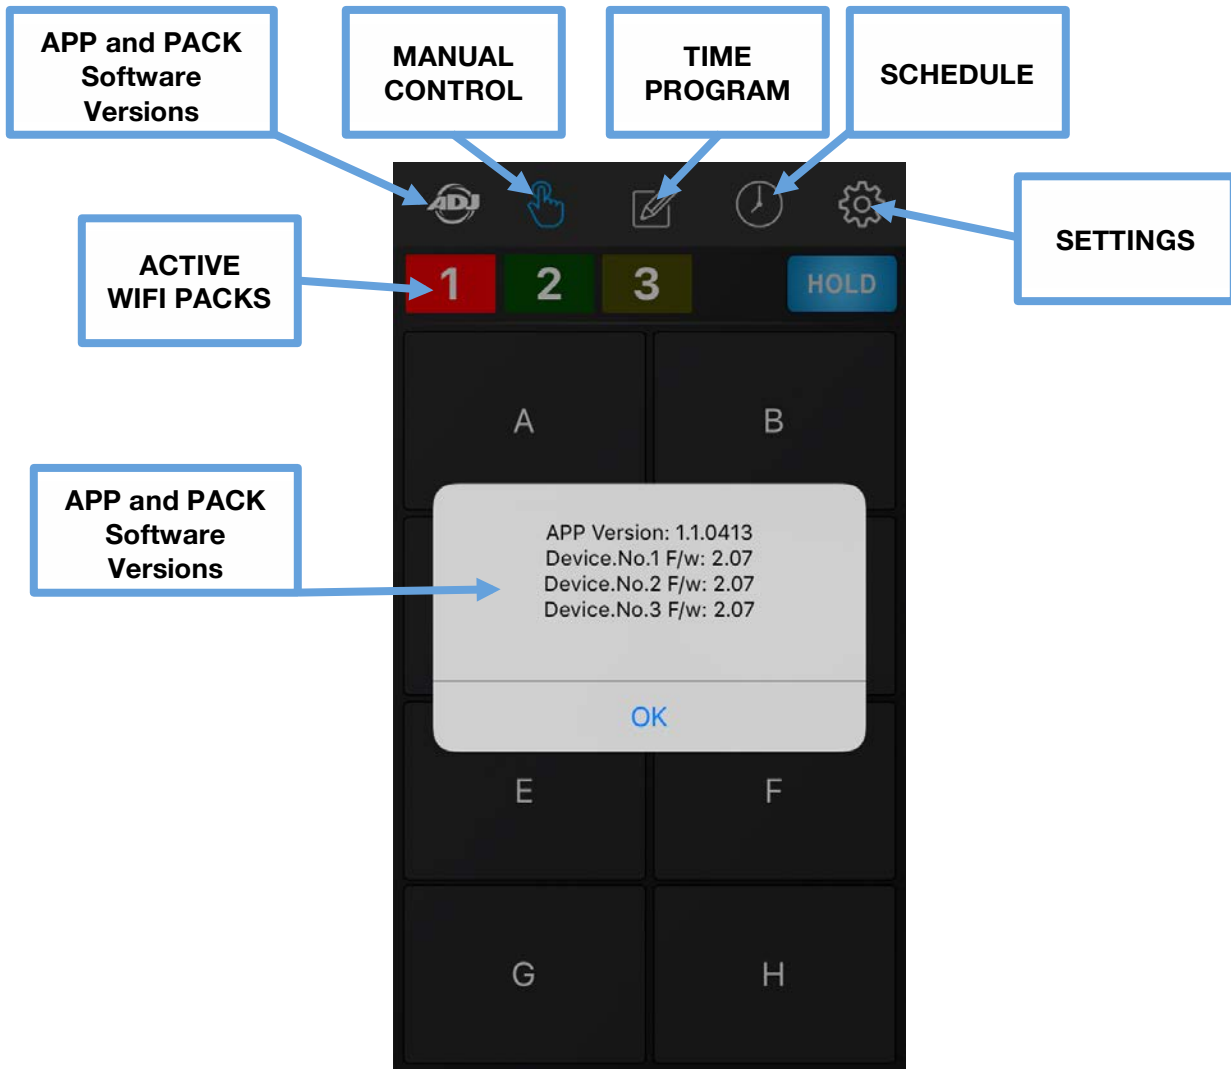 APP and PACK
Software
Versions
MANUAL
CONTROL
TIME
PROGRAM
SCHEDULE
SETTINGS
ADJ
ACTIVE
WIFI PACKS
1
2
3
HOLD
A
B
APP and PACK
Software
Versions
APP Version: 1.1.0413
Device.No.1 F/w: 2.07
Device.No.2 F/w: 2.07
Device.No.3 F/w: 2.07
OK
E
F
G
H